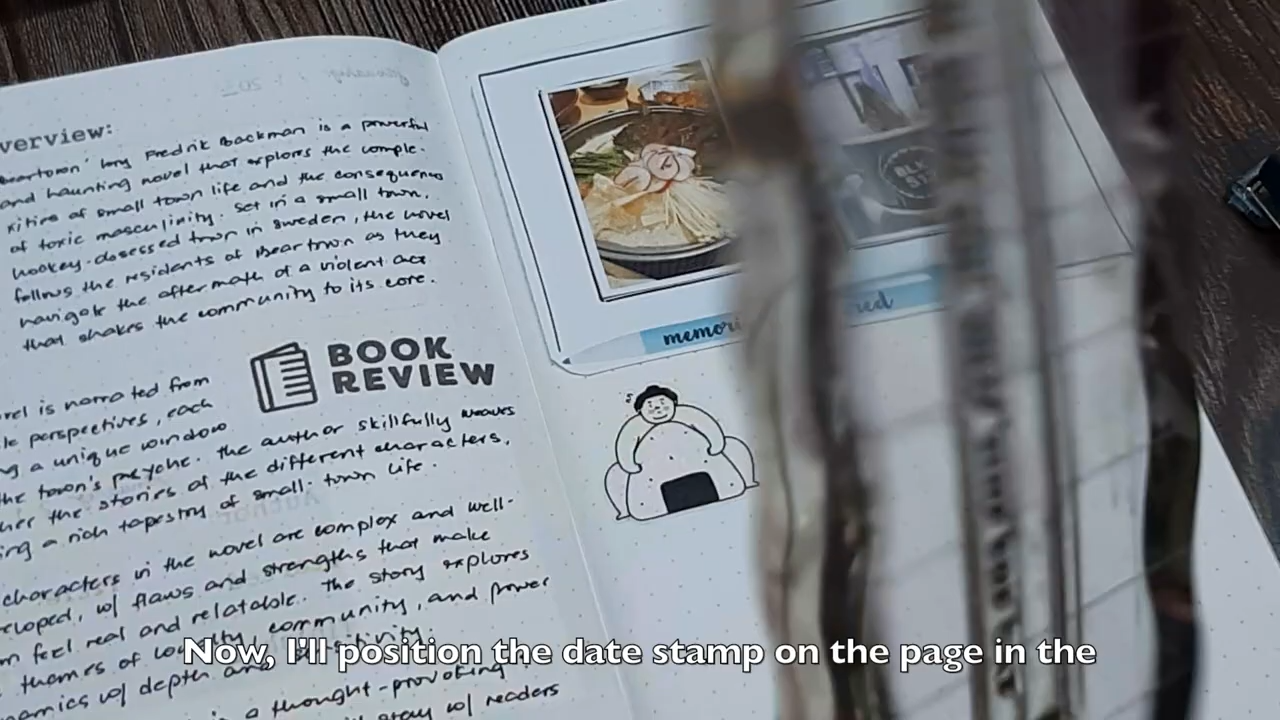 verview:
Beartown' by Fredrik Backman is a powerful
and haunting novel that explores the comple-
xities of small town life and the consequences
of toxic masculinity. Set in a small town,
hockey-obsessed town in Sweden, the novel
follows the residents of Beartown as they
navigate the aftermath of a violent act
that shakes the community to its core.
BOOK
REVIEW
vel is narrated from
le perspectives, each
ng a unique window
the town's psyche. The author skillfully weaves
her the stories of the different characters,
ing a rich tapestry of small-town life.
characters in the novel are complex and well-
eloped, w/ flaws and strengths that make
m feel real and relatable. The story explores
themes of loyalty, community, and power
namics w/ depth and
a thought-provoking
stay w/ readers
memori
red
Now, I'll position the date stamp on the page in the